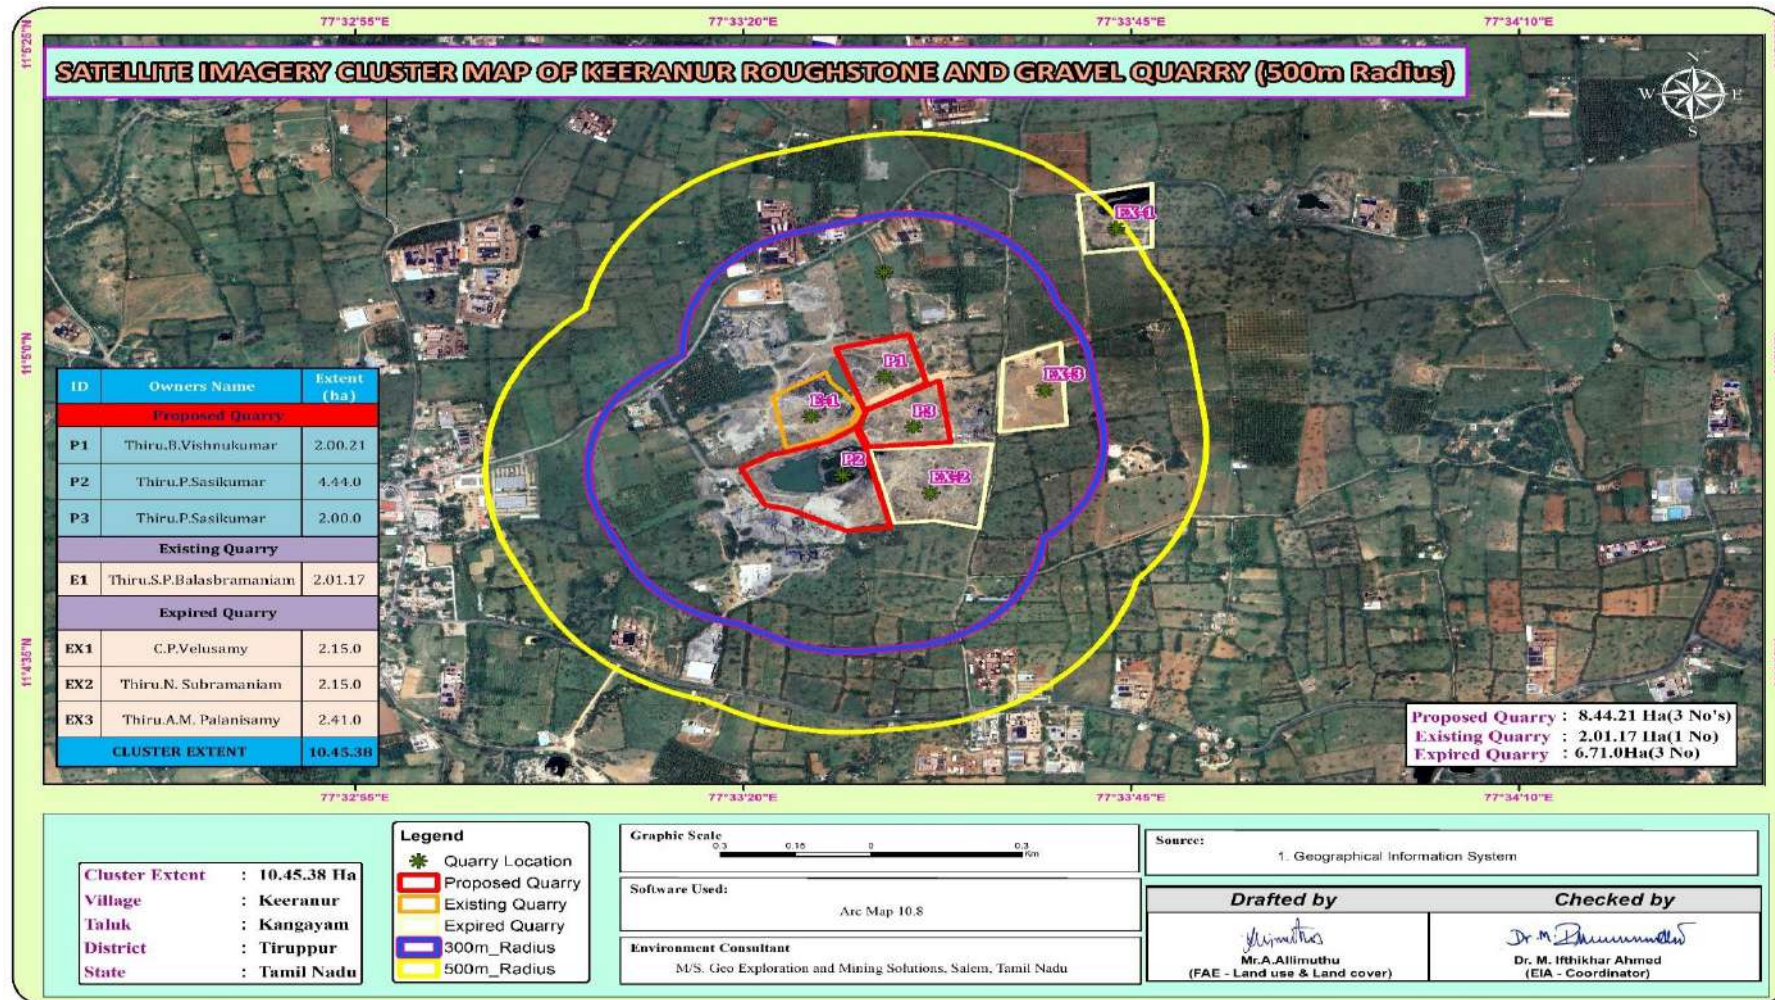 77°32'55"E 77°33'20"E 77°33'45"E 77°34'10"E
SATELLITE IMAGERY CLUSTER MAP OF KEERANUR ROUGHSTONE AND GRAVEL QUARRY (500m Radius)
N
W E
S
11°5'25"N
11°5'0"N
11°4'35"N
EX-1
P1
EX-3
E-1
P3
P2
EX-2
ID Owners Name Extent (ha)
Proposed Quarry
P1 Thiru.B.Vishnukumar 2.00.21
P2 Thiru.P.Sasikumar 4.44.0
P3 Thiru.P.Sasikumar 2.00.0
Existing Quarry
E1 Thiru.S.P.Balasbramaniam 2.01.17
Expired Quarry
EX1 C.P.Velusamy 2.15.0
EX2 Thiru.N. Subramaniam 2.15.0
EX3 Thiru.A.M. Palanisamy 2.41.0
CLUSTER EXTENT 10.45.38
Proposed Quarry : 8.44.21 Ha(3 No's)
Existing Quarry : 2.01.17 Ha(1 No)
Expired Quarry : 6.71.0Ha(3 No)
77°32'55"E 77°33'20"E 77°33'45"E 77°34'10"E
Cluster Extent : 10.45.38 Ha
Village : Keeranur
Taluk : Kangayam
District : Tiruppur
State : Tamil Nadu
Legend
Quarry Location
Proposed Quarry
Existing Quarry
Expired Quarry
300m_Radius
500m_Radius
Graphic Scale
0.3 0.15 0 0.3
Km
Software Used:
Arc Map 10.8
Environment Consultant
M/S. Geo Exploration and Mining Solutions, Salem, Tamil Nadu
Source:
1. Geographical Information System
Drafted by
Mr.A.Allimuthu
(FAE - Land use & Land cover)
Checked by
Dr. M. Ifthikhar Ahmed
(EIA - Coordinator)